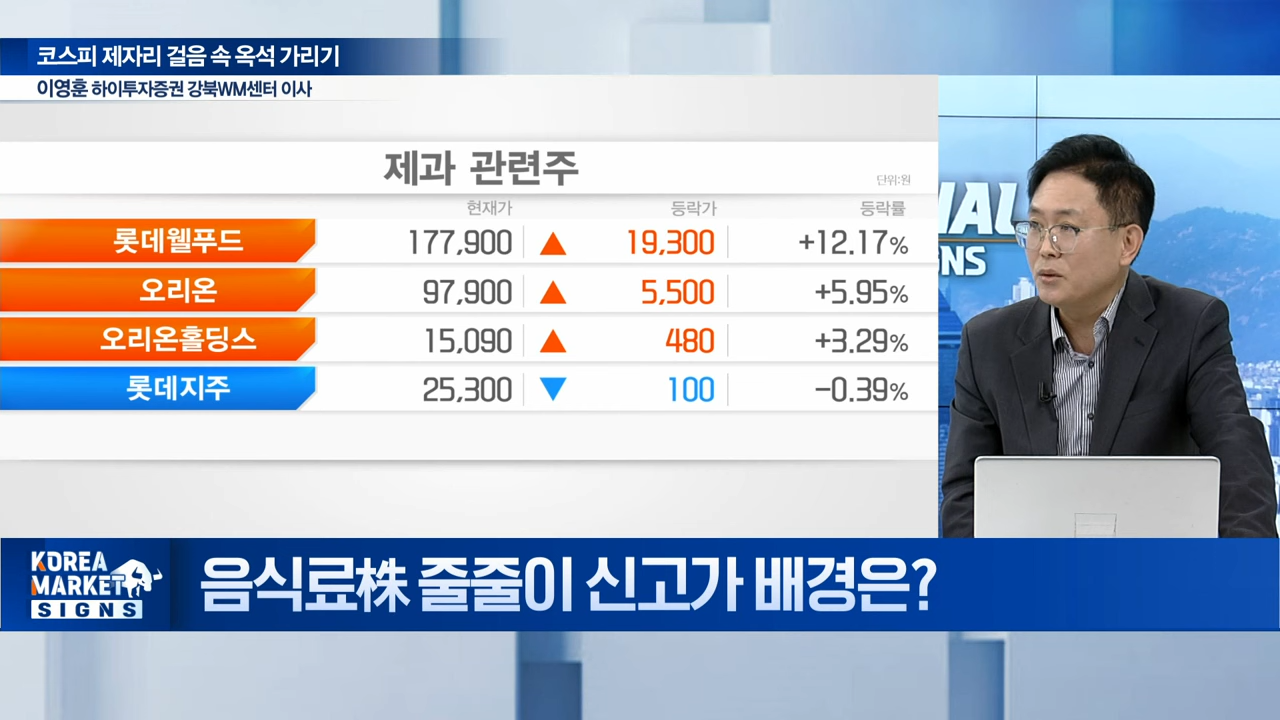 코스피 제자리 걸음 속 옥석 가리기
이영훈 하이투자증권 강북WM센터 이사
제과 관련주
단위:원
현재가 등락가 등락률
롯데웰푸드 177,900 ▲ 19,300 +12.17%
오리온 97,900 ▲ 5,500 +5.95%
오리온홀딩스 15,090 ▲ 480 +3.29%
롯데지주 25,300 ▼ 100 -0.39%
NAL
GNS
KOREA
MARKET
SIGNS
음식료株 줄줄이 신고가 배경은?